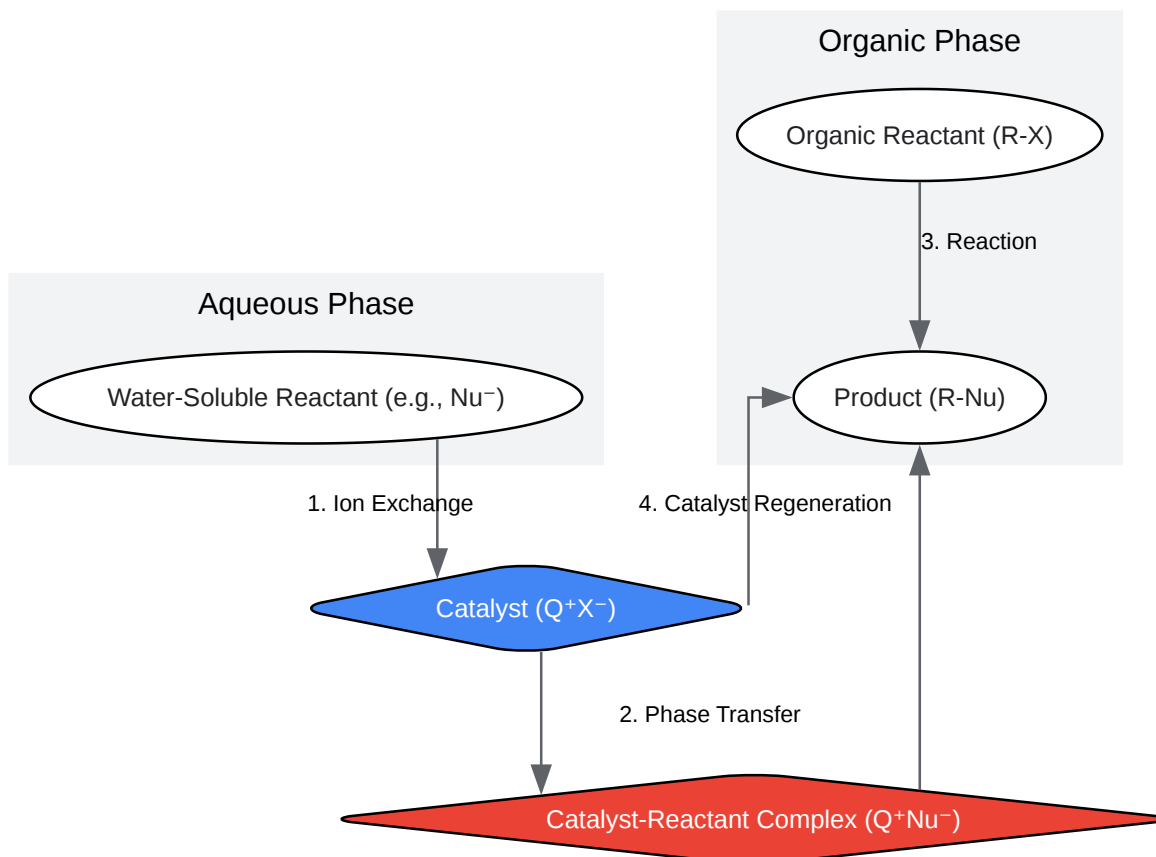 Organic Phase
Organic Reactant (R-X)
3. Reaction
Aqueous Phase
Water-Soluble Reactant (e.g., Nu⁻)
Product (R-Nu)
1. Ion Exchange
4. Catalyst Regeneration
Catalyst (Q⁺X⁻)
2. Phase Transfer
Catalyst-Reactant Complex (Q⁺Nu⁻)